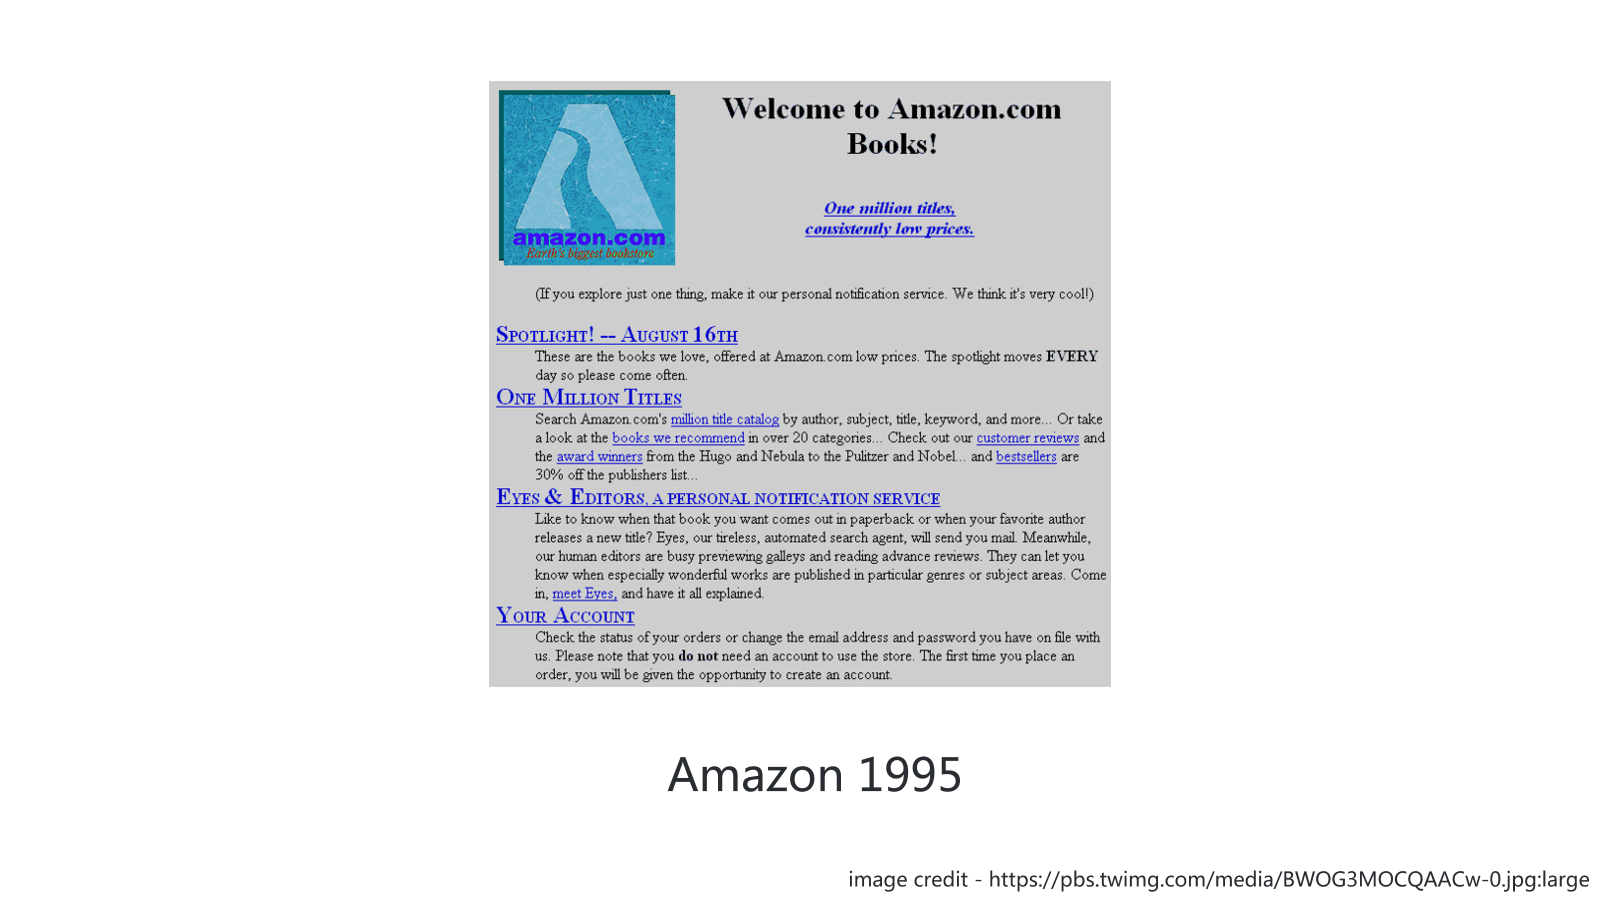 Welcome to Amazon.com
Books!
One million titles,
consistently low prices.
amazon.com
Earth's biggest bookstore
(If you explore just one thing, make it our personal notification service. We think it's very cool!)
SPOTLIGHT! -- AUGUST 16TH
These are the books we love, offered at Amazon.com low prices. The spotlight moves EVERY
day so please come often.
ONE MILLION TITLES
Search Amazon.com's million title catalog by author, subject, title, keyword, and more... Or take
a look at the books we recommend in over 20 categories... Check out our customer reviews and
the award winners from the Hugo and Nebula to the Pulitzer and Nobel... and bestsellers are
30% off the publishers list...
EYES & EDITORS, A PERSONAL NOTIFICATION SERVICE
Like to know when that book you want comes out in paperback or when your favorite author
releases a new title? Eyes, our tireless, automated search agent, will send you mail. Meanwhile,
our human editors are busy previewing galleys and reading advance reviews. They can let you
know when especially wonderful works are published in particular genres or subject areas. Come
in, meet Eyes, and have it all explained.
YOUR ACCOUNT
Check the status of your orders or change the email address and password you have on file with
us. Please note that you do not need an account to use the store. The first time you place an
order, you will be given the opportunity to create an account.
Amazon 1995
image credit - https://pbs.twimg.com/media/BWOG3MOCQAACw-0.jpg:large